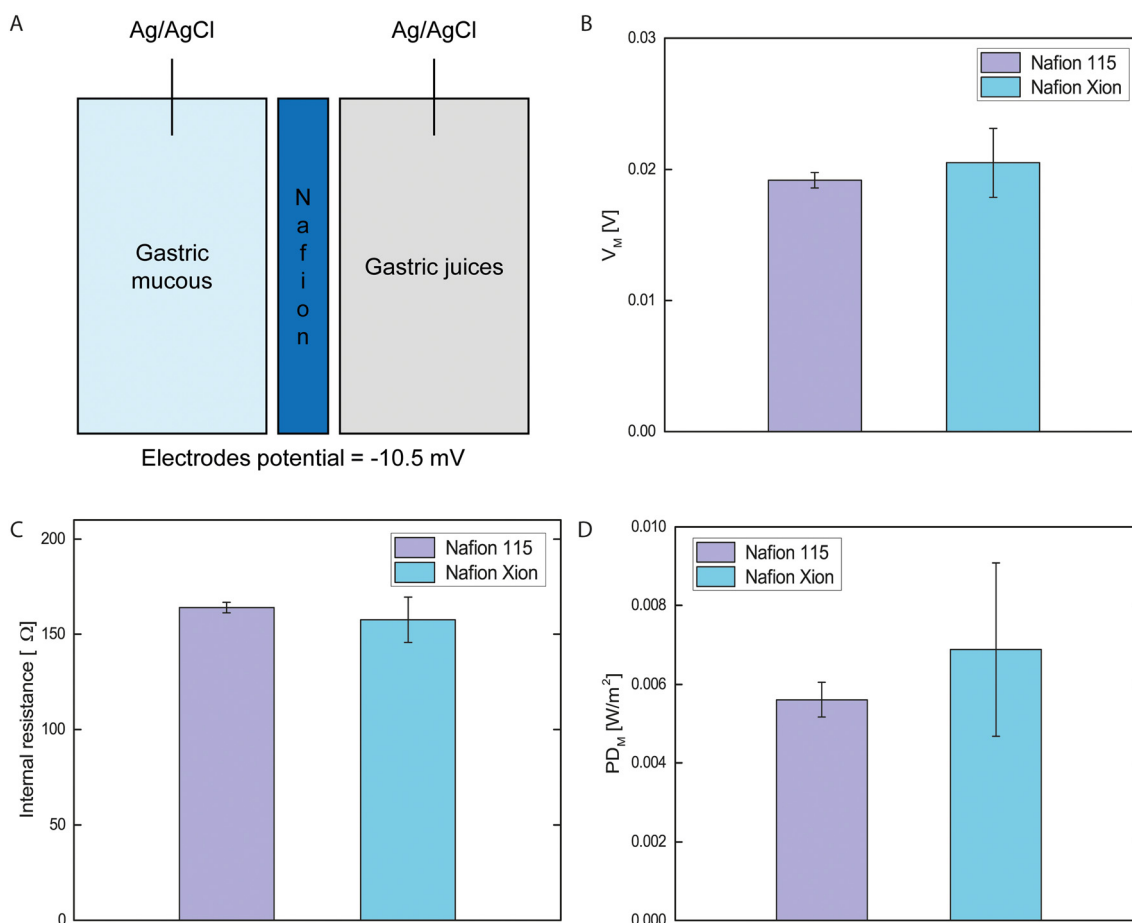 A
Ag/AgCl
Ag/AgCl
Gastric
mucous
N
a
f
i
o
n
Gastric juices
Electrodes potential = -10.5 mV
B
0.03
0.02
0.01
0.00
V_M [V]
Nafion 115
Nafion Xion
C
200
150
100
50
0
Internal resistance [ Ω]
Nafion 115
Nafion Xion
D
0.010
0.008
0.006
0.004
0.002
0.000
PD_M [W/m²]
Nafion 115
Nafion Xion